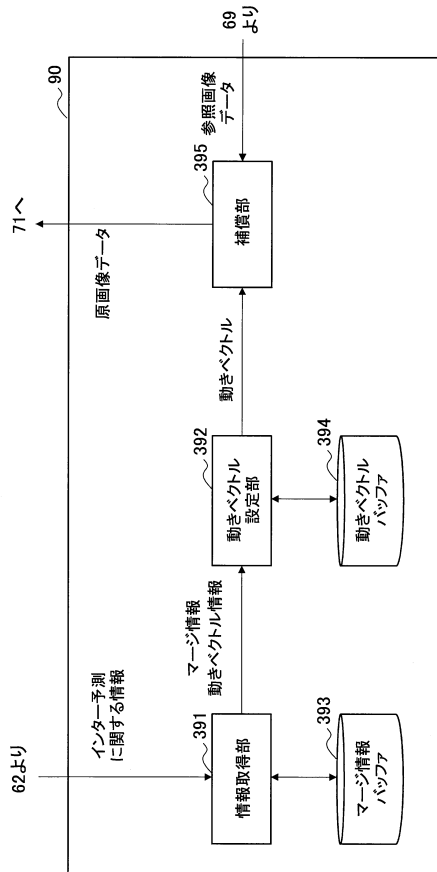 90
62より
インター予測
に関する情報
391
情報取得部
393
マージ情報
バッファ
マージ情報
動きベクトル情報
392
動きベクトル
設定部
394
動きベクトル
バッファ
動きベクトル
71へ
原画像データ
395
補償部
参照画像
データ
69
より